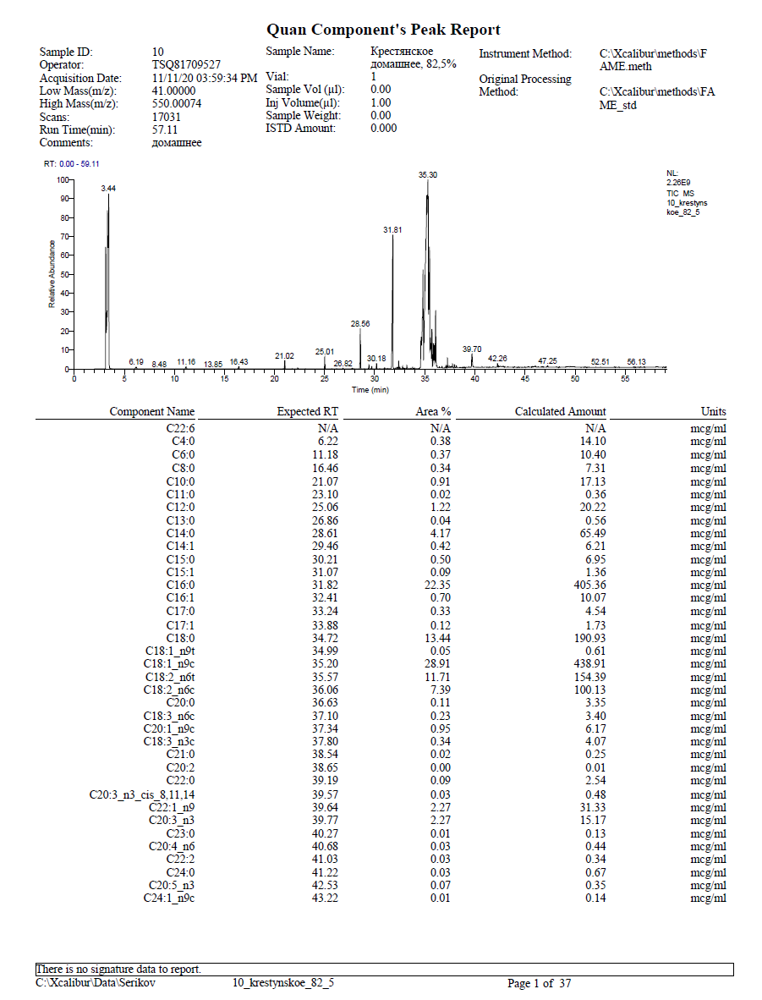 Quan Component's Peak Report
Sample ID: 10
Operator: TSQ81709527
Acquisition Date: 11/11/20 03:59:34 PM
Low Mass(m/z): 41.00000
High Mass(m/z): 550.00074
Scans: 17031
Run Time(min): 57.11
Comments: домашнее
Sample Name: Крестянское
домашнее, 82,5%
Vial: 1
Sample Vol (µl): 0.00
Inj Volume(µl): 1.00
Sample Weight: 0.00
ISTD Amount: 0.000
Instrument Method: C:\Xcalibur\methods\F
AME.meth
Original Processing
Method: C:\Xcalibur\methods\FA
ME_std
RT: 0.00 - 59.11
NL:
2.26E9
TIC MS
10_krestyns
koe_82_5
Relative Abundance
100
90
80
70
60
50
40
30
20
10
0
3.44
6.19
8.48
11.16
13.85
16.43
21.02
25.01
26.82
28.56
30.18
31.81
35.30
39.70
42.26
47.25
52.51
56.13
0 5 10 15 20 25 30 35 40 45 50 55
Time (min)
Component Name Expected RT Area % Calculated Amount Units
C22:6 N/A N/A N/A mcg/ml
C4:0 6.22 0.38 14.10 mcg/ml
C6:0 11.18 0.37 10.40 mcg/ml
C8:0 16.46 0.34 7.31 mcg/ml
C10:0 21.07 0.91 17.13 mcg/ml
C11:0 23.10 0.02 0.36 mcg/ml
C12:0 25.06 1.22 20.22 mcg/ml
C13:0 26.86 0.04 0.56 mcg/ml
C14:0 28.61 4.17 65.49 mcg/ml
C14:1 29.46 0.42 6.21 mcg/ml
C15:0 30.21 0.50 6.95 mcg/ml
C15:1 31.07 0.09 1.36 mcg/ml
C16:0 31.82 22.35 405.36 mcg/ml
C16:1 32.41 0.70 10.07 mcg/ml
C17:0 33.24 0.33 4.54 mcg/ml
C17:1 33.88 0.12 1.73 mcg/ml
C18:0 34.72 13.44 190.93 mcg/ml
C18:1_n9t 34.99 0.05 0.61 mcg/ml
C18:1_n9c 35.20 28.91 438.91 mcg/ml
C18:2_n6t 35.57 11.71 154.39 mcg/ml
C18:2_n6c 36.06 7.39 100.13 mcg/ml
C20:0 36.63 0.11 3.35 mcg/ml
C18:3_n6c 37.10 0.23 3.40 mcg/ml
C20:1_n9c 37.34 0.95 6.17 mcg/ml
C18:3_n3c 37.80 0.34 4.07 mcg/ml
C21:0 38.54 0.02 0.25 mcg/ml
C20:2 38.65 0.00 0.01 mcg/ml
C22:0 39.19 0.09 2.54 mcg/ml
C20:3_n3_cis_8,11,14 39.57 0.03 0.48 mcg/ml
C22:1_n9 39.64 2.27 31.33 mcg/ml
C20:3_n3 39.77 2.27 15.17 mcg/ml
C23:0 40.27 0.01 0.13 mcg/ml
C20:4_n6 40.68 0.03 0.44 mcg/ml
C22:2 41.03 0.03 0.34 mcg/ml
C24:0 41.22 0.03 0.67 mcg/ml
C20:5_n3 42.53 0.07 0.35 mcg/ml
C24:1_n9c 43.22 0.01 0.14 mcg/ml
There is no signature data to report.
C:\Xcalibur\Data\Serikov 10_krestynskoe_82_5 Page 1 of 37